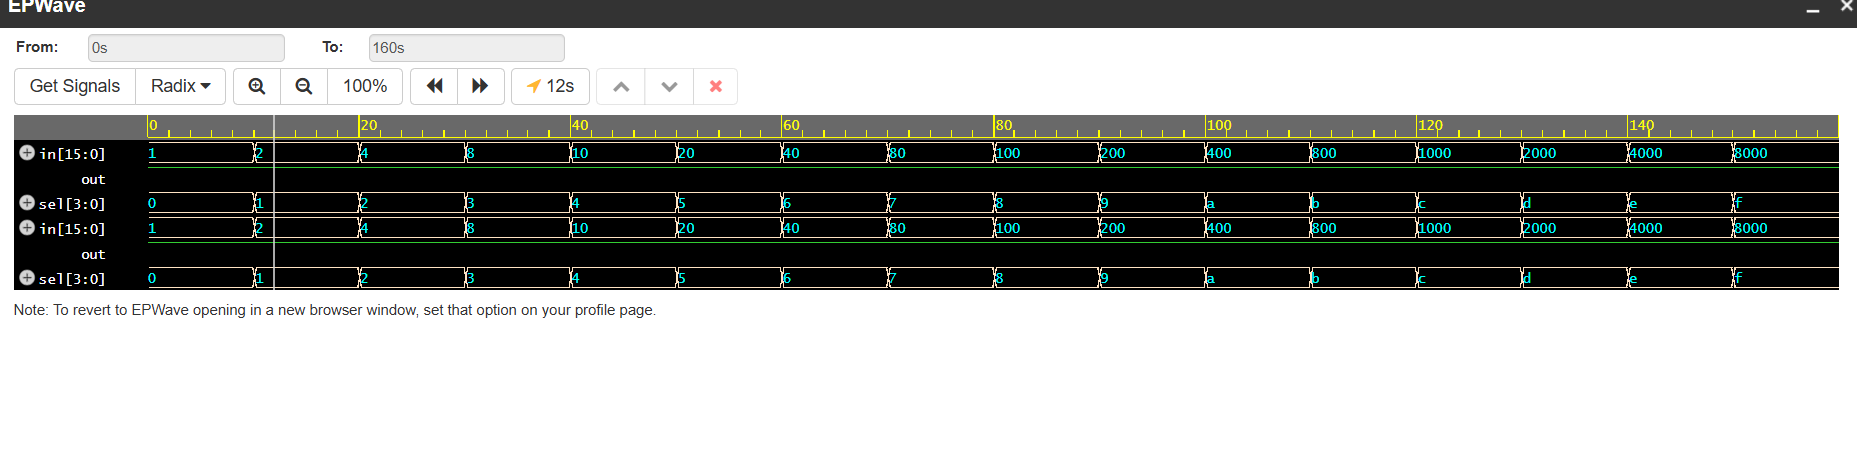 EPWave
From: 0s To: 160s
Get Signals Radix 100% 12s
0 20 40 60 80 100 120 140
in[15:0] 1 2 4 8 10 20 40 80 100 200 400 800 1000 2000 4000 8000
out
sel[3:0] 0 1 2 3 4 5 6 7 8 9 a b c d e f
in[15:0] 1 2 4 8 10 20 40 80 100 200 400 800 1000 2000 4000 8000
out
sel[3:0] 0 1 2 3 4 5 6 7 8 9 a b c d e f
Note: To revert to EPWave opening in a new browser window, set that option on your profile page.